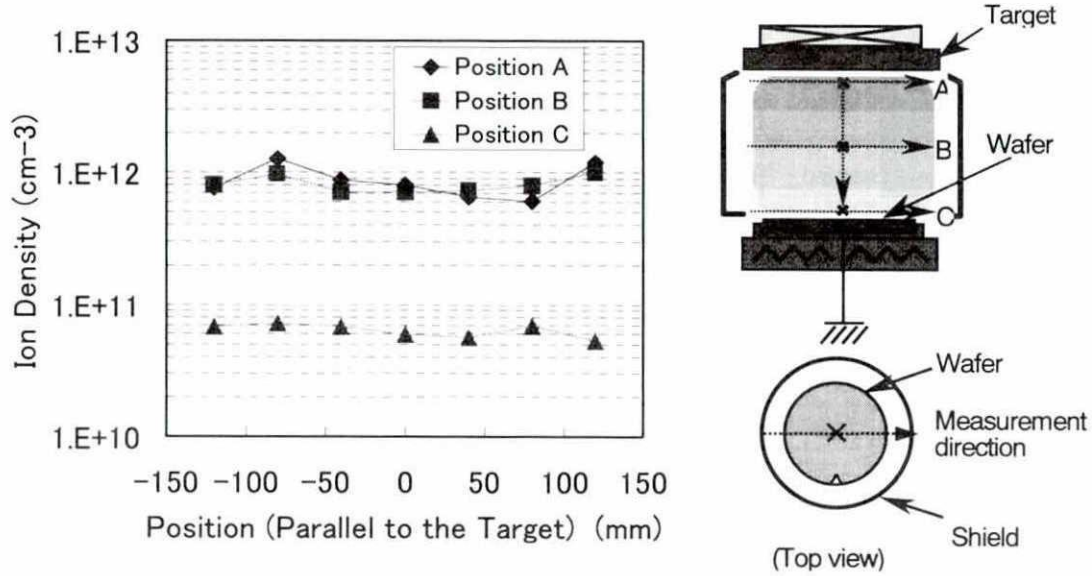 1.E+13
1.E+12
1.E+11
1.E+10
Ion Density (cm-3)
Position A
Position B
Position C
-150 -100 -50 0 50 100 150
Position (Parallel to the Target) (mm)
Target
A
B
Wafer
C
Wafer
Measurement
direction
Shield
(Top view)